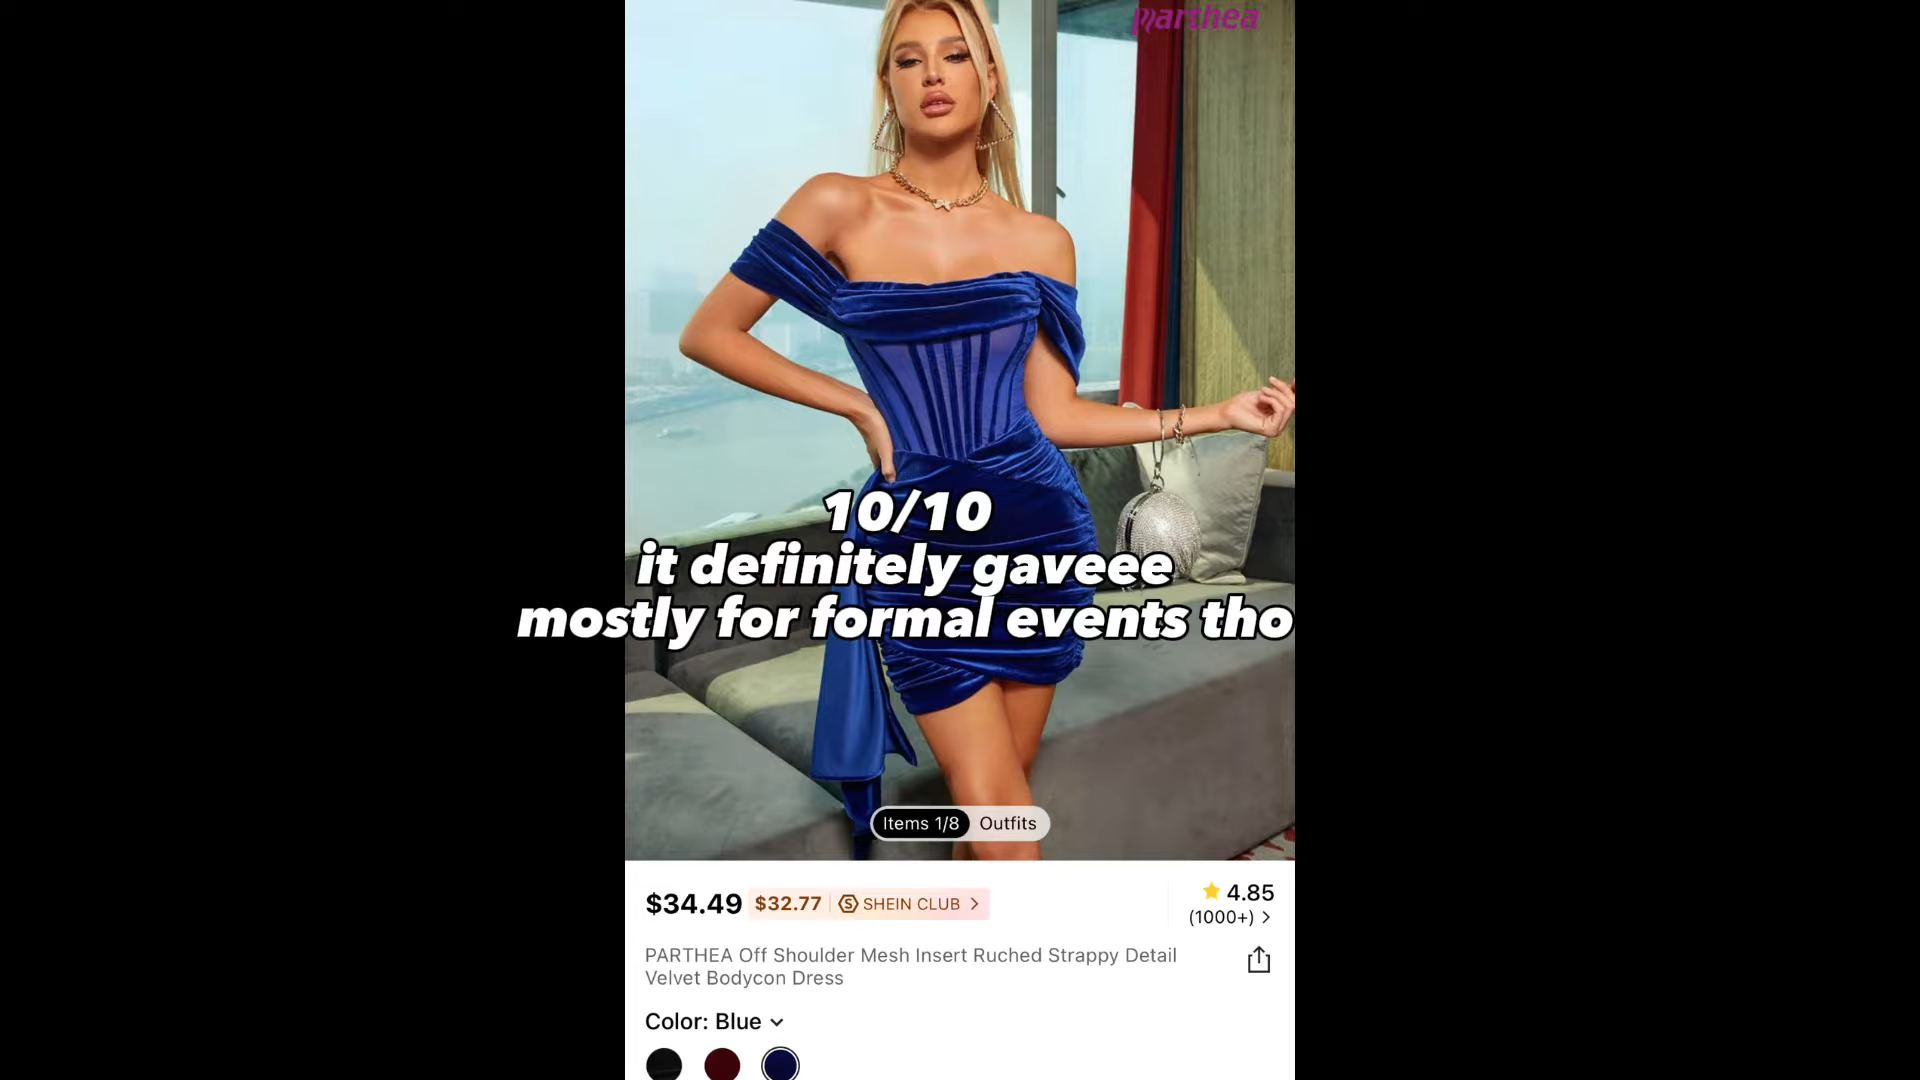 parthea
10/10
it definitely gaveee
mostly for formal events tho
Items 1/8 Outfits
$34.49 $32.77 S SHEIN CLUB
4.85
(1000+)
PARTHEA Off Shoulder Mesh Insert Ruched Strappy Detail
Velvet Bodycon Dress
Color: Blue